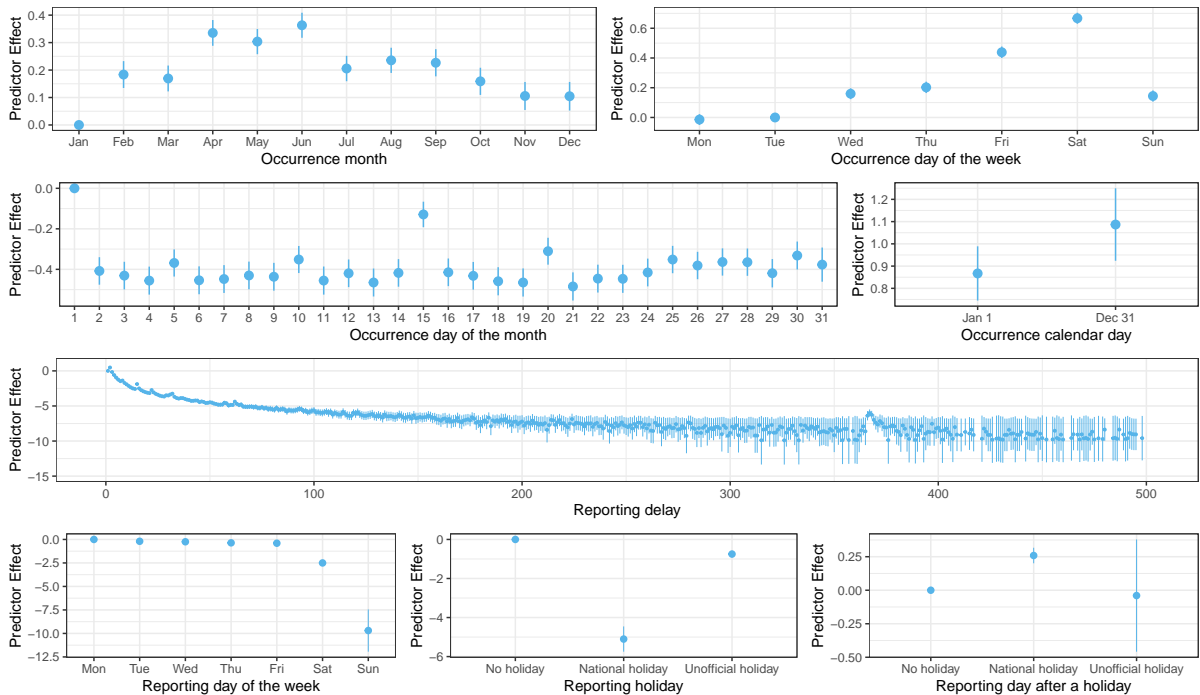 Predictor Effect
0.4
0.3
0.2
0.1
0.0
Jan Feb Mar Apr May Jun Jul Aug Sep Oct Nov Dec
Occurrence month
Predictor Effect
0.6
0.4
0.2
0.0
Mon Tue Wed Thu Fri Sat Sun
Occurrence day of the week
Predictor Effect
0.0
−0.2
−0.4
1 2 3 4 5 6 7 8 9 10 11 12 13 14 15 16 17 18 19 20 21 22 23 24 25 26 27 28 29 30 31
Occurrence day of the month
Predictor Effect
1.2
1.1
1.0
0.9
0.8
Jan 1 Dec 31
Occurrence calendar day
Predictor Effect
0
−5
−10
−15
0 100 200 300 400 500
Reporting delay
Predictor Effect
0.0
−2.5
−5.0
−7.5
−10.0
−12.5
Mon Tue Wed Thu Fri Sat Sun
Reporting day of the week
Predictor Effect
0
−2
−4
−6
No holiday National holiday Unofficial holiday
Reporting holiday
Predictor Effect
0.25
0.00
−0.25
−0.50
No holiday National holiday Unofficial holiday
Reporting day after a holiday